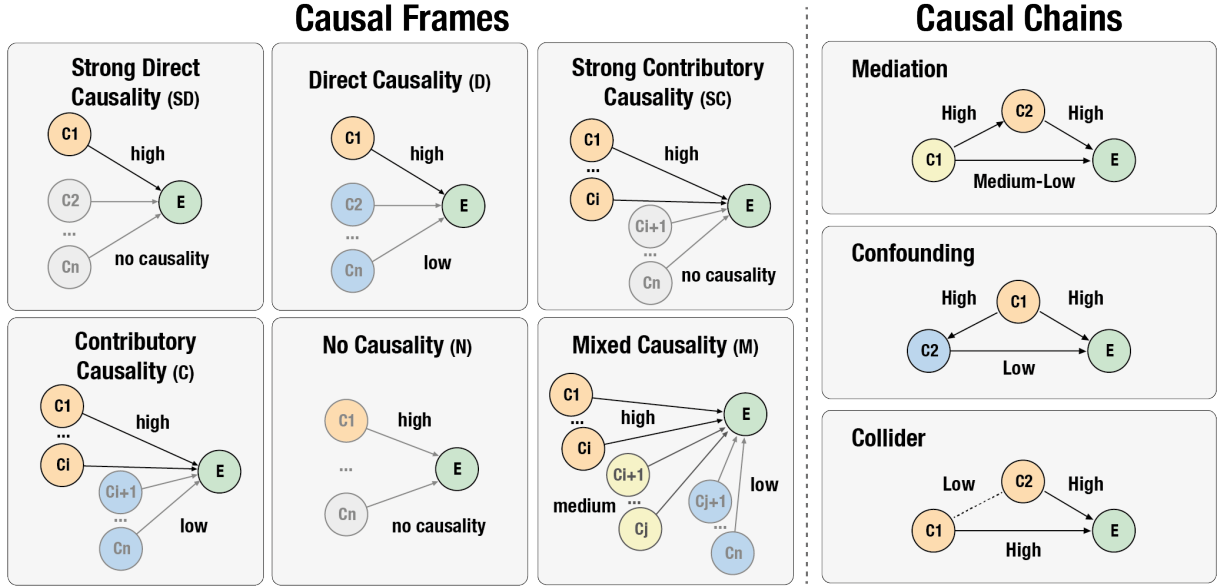 Causal Frames
Causal Chains
Strong Direct
Causality (SD)
C1
high
C2
E
...
Cn
no causality
Direct Causality (D)
C1
high
C2
E
...
Cn
low
Strong Contributory
Causality (SC)
C1
high
...
Ci
E
Ci+1
...
Cn
no causality
Contributory
Causality (C)
C1
high
...
Ci
E
Ci+1
...
low
Cn
No Causality (N)
C1
high
...
E
Cn
no causality
Mixed Causality (M)
C1
high
E
...
Ci
Ci+1
...
medium
Cj
low
Cj+1
...
Cn
Mediation
High
C2
High
C1
E
Medium-Low
Confounding
High
C1
High
C2
E
Low
Collider
Low
C2
High
C1
E
High